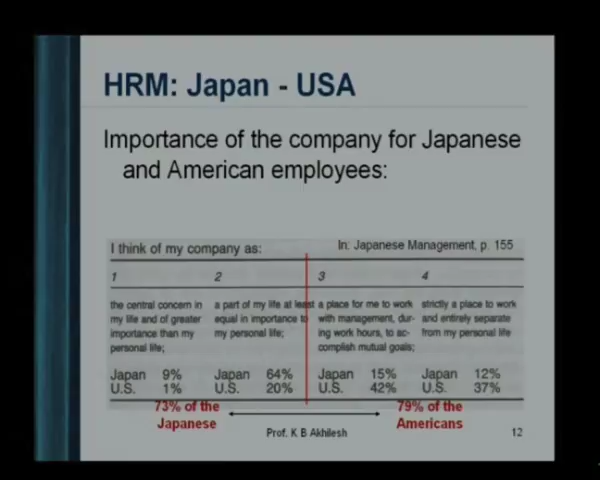 HRM: Japan - USA
Importance of the company for Japanese
and American employees:
I think of my company as:
In: Japanese Management, p. 155
1 2 3 4
the central concern in
my life and of greater
importance than my
personal life;
a part of my life at least
equal in importance to
my personal life;
a place for me to work
with management, dur-
ing work hours, to ac-
complish mutual goals;
strictly a place to work
and entirely separate
from my personal life
Japan 9% Japan 64% Japan 15% Japan 12%
U.S. 1% U.S. 20% U.S. 42% U.S. 37%
73% of the
Japanese
79% of the
Americans
Prof. K B Akhilesh
12